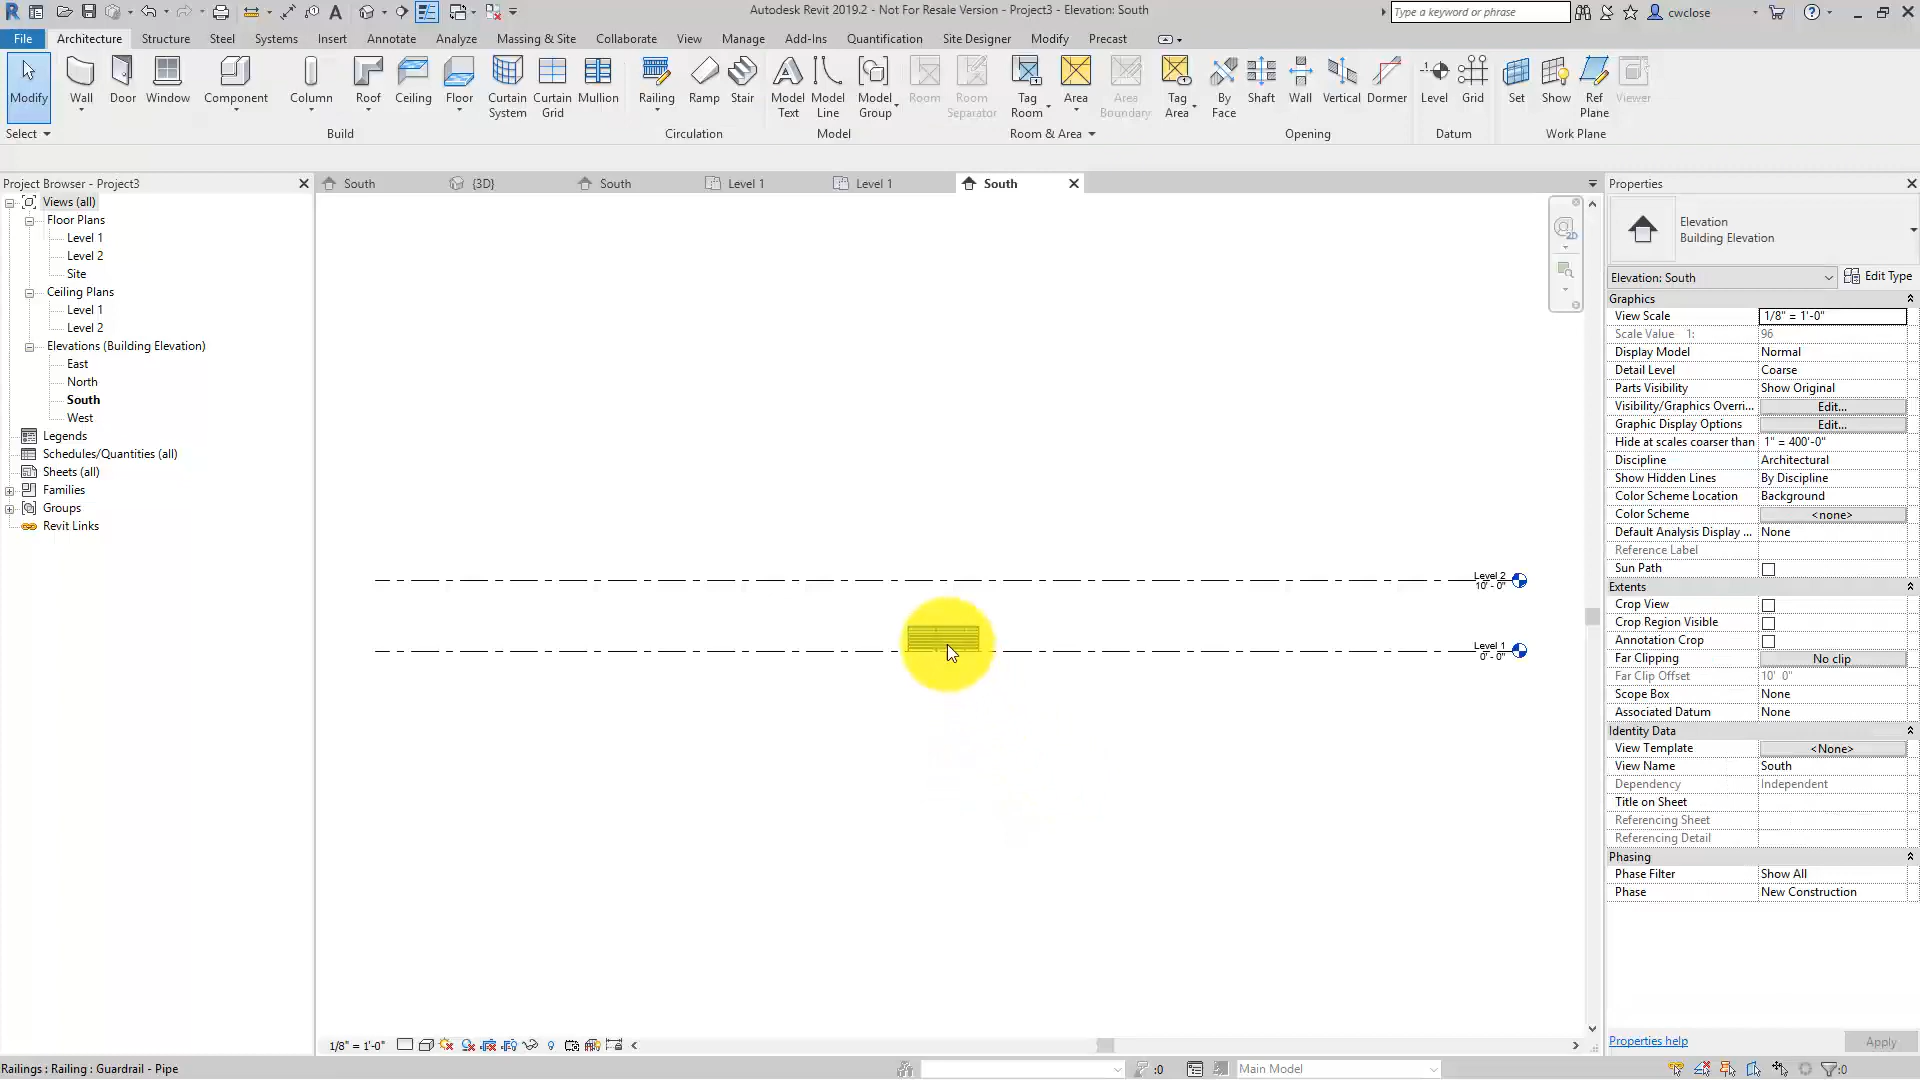 Autodesk Revit 2019.2 - Not For Resale Version - Project3 - Elevation: South
Type a keyword or phrase
cwclose
File Architecture Structure Steel Systems Insert Annotate Analyze Massing & Site Collaborate View Manage Add-Ins Quantification Site Designer Modify Precast
Modify Wall Door Window Component Column Roof Ceiling Floor Curtain System Curtain Grid Mullion Railing Ramp Stair Model Text Model Line Model Group Room Room Separator Tag Room Area Area Boundary Tag Area By Face Shaft Wall Vertical Dormer Level Grid Set Show Ref Plane Viewer
Select Build Circulation Model Room & Area Opening Datum Work Plane
Project Browser - Project3
South {3D} South Level 1 Level 1 South
Views (all)
Floor Plans
Level 1
Level 2
Site
Ceiling Plans
Level 1
Level 2
Elevations (Building Elevation)
East
North
South
West
Legends
Schedules/Quantities (all)
Sheets (all)
Families
Groups
Revit Links
2D
Level 2
10' - 0"
Level 1
0' - 0"
Properties
Elevation
Building Elevation
Elevation: South Edit Type
Graphics
View Scale 1/8" = 1'-0"
Scale Value 1: 96
Display Model Normal
Detail Level Coarse
Parts Visibility Show Original
Visibility/Graphics Overri... Edit...
Graphic Display Options Edit...
Hide at scales coarser than 1" = 400'-0"
Discipline Architectural
Show Hidden Lines By Discipline
Color Scheme Location Background
Color Scheme <none>
Default Analysis Display ... None
Reference Label
Sun Path
Extents
Crop View
Crop Region Visible
Annotation Crop
Far Clipping No clip
Far Clip Offset 10' 0"
Scope Box None
Associated Datum None
Identity Data
View Template <None>
View Name South
Dependency Independent
Title on Sheet
Referencing Sheet
Referencing Detail
Phasing
Phase Filter Show All
Phase New Construction
Properties help Apply
1/8" = 1'-0"
Railings : Railing : Guardrail - Pipe
:0
Main Model
:0